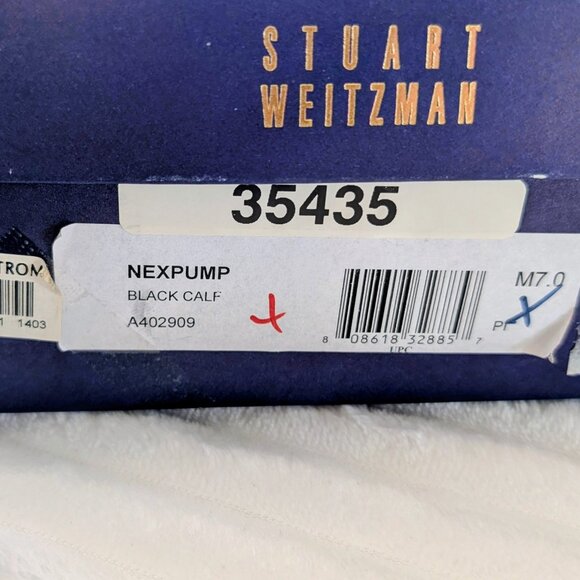 STUART
WEITZMAN
35435
TROM
1403
NEXPUMP
BLACK CALF
A402909
M7.0
8 08618 32885 7
UPC